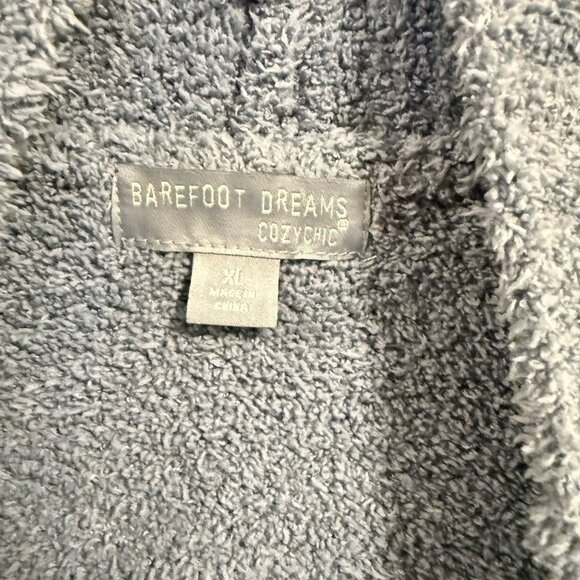 BAREFOOT DREAMS
COZYCHIC®
XL
MADE IN
CHINA